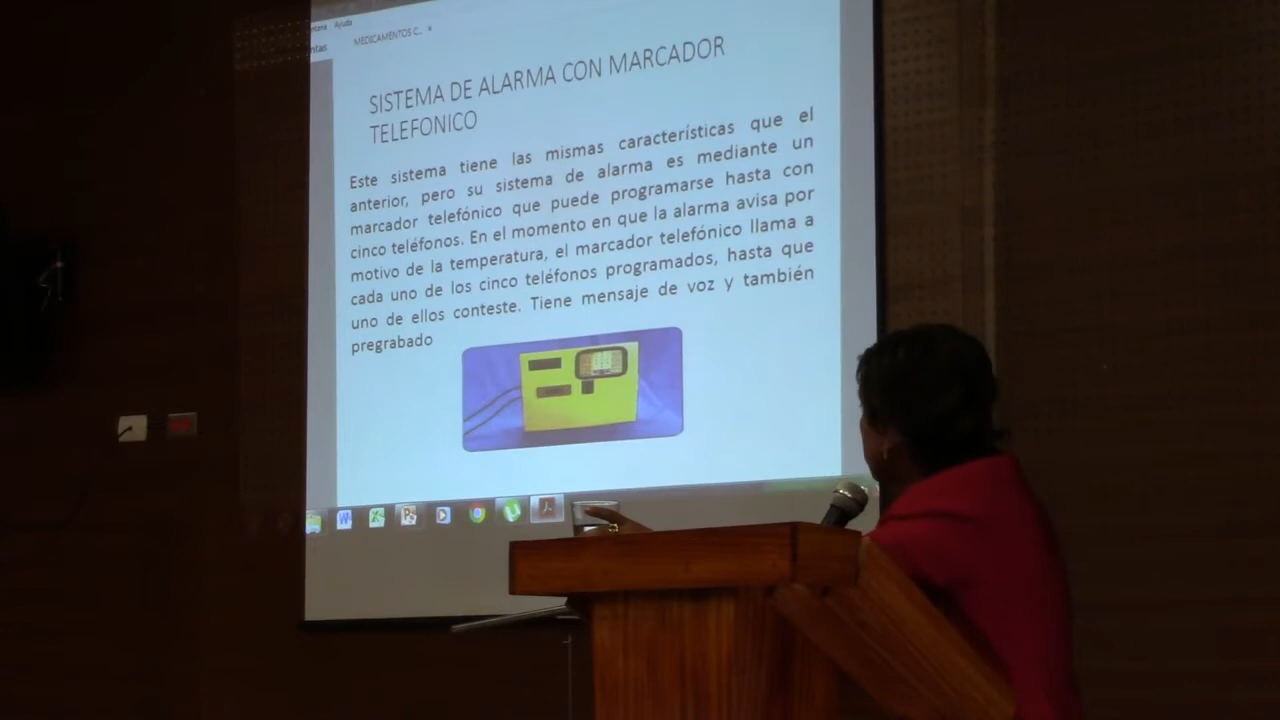 Ayuda
MEDICAMENTOS C...
SISTEMA DE ALARMA CON MARCADOR
TELEFONICO
Este sistema tiene las mismas características que el
anterior, pero su sistema de alarma es mediante un
marcador telefónico que puede programarse hasta con
cinco teléfonos. En el momento en que la alarma avisa por
motivo de la temperatura, el marcador telefónico llama a
cada uno de los cinco teléfonos programados, hasta que
uno de ellos conteste. Tiene mensaje de voz y también
pregrabado